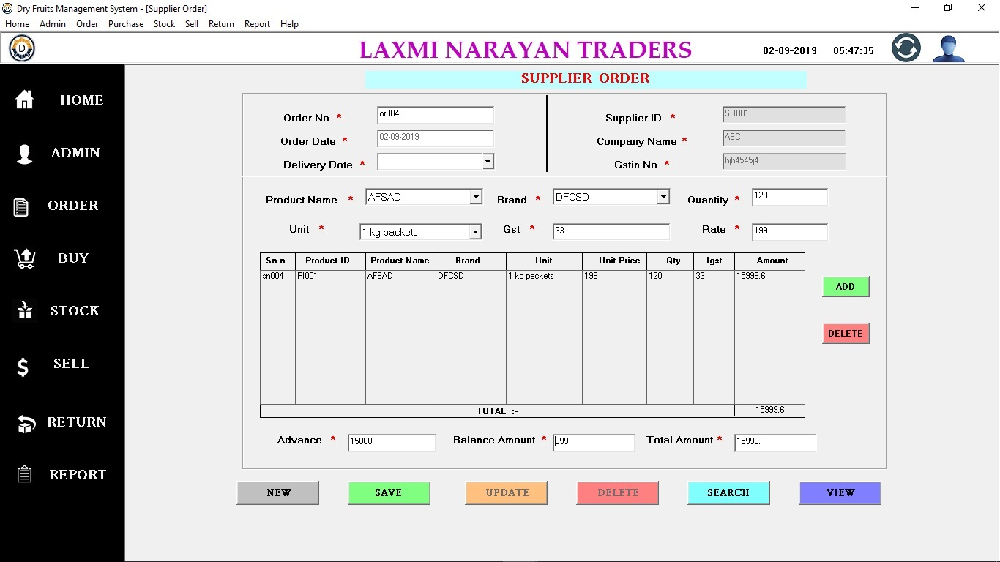 Dry Fruits Management System - [Supplier Order]
Home Admin Order Purchase Stock Sell Return Report Help
D LAXMI NARAYAN TRADERS 02-09-2019 05:47:35
SUPPLIER ORDER
HOME
ADMIN
ORDER
BUY
STOCK
SELL
RETURN
REPORT
Order No * or004
Order Date * 02-09-2019
Delivery Date *
Supplier ID * SU001
Company Name * ABC
Gstin No * hjh4545j4
Product Name * AFSAD Brand * DFCSD Quantity * 120
Unit * 1 kg packets Gst * 33 Rate * 199
Sn n Product ID Product Name Brand Unit Unit Price Qty Igst Amount
sn004 PI001 AFSAD DFCSD 1 kg packets 199 120 33 15999.6
ADD
DELETE
TOTAL :- 15999.6
Advance * 15000 Balance Amount * 999 Total Amount * 15999.
NEW SAVE UPDATE DELETE SEARCH VIEW